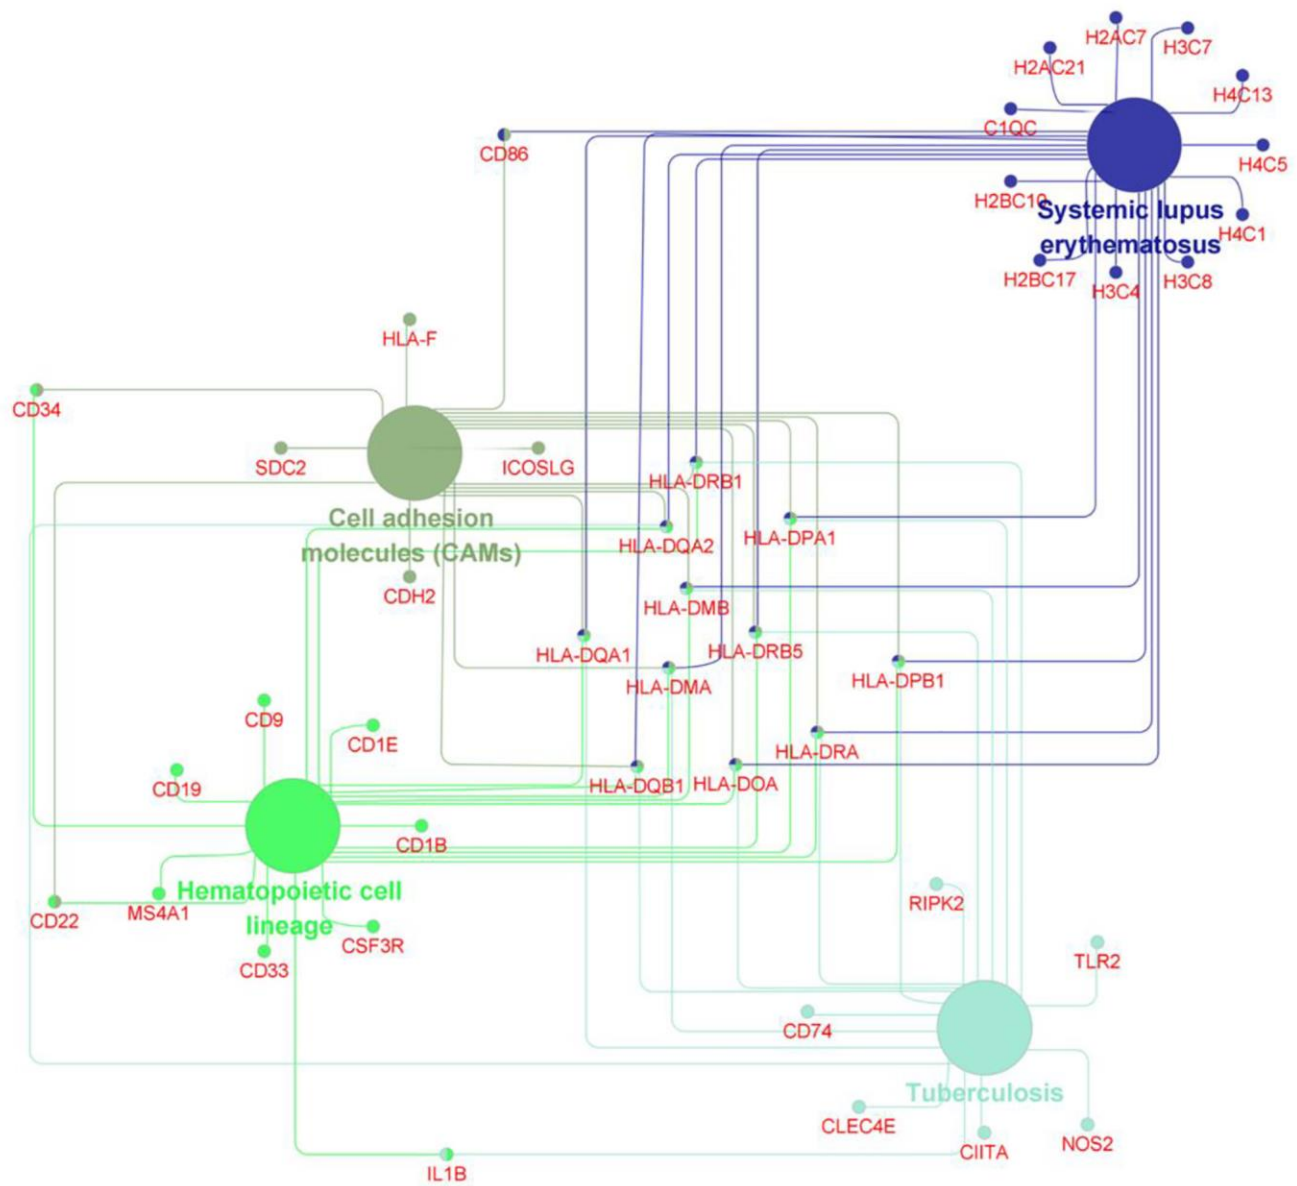 H2AC7
H3C7
H2AC21
H4C13
C1QC
CD86
H4C5
H2BC10
Systemic lupus
erythematosus
H4C1
H2BC17
H3C4
H3C8
HLA-F
CD34
SDC2
ICOSLG
HLA-DRB1
Cell adhesion
molecules (CAMs)
HLA-DQA2
HLA-DPA1
CDH2
HLA-DMB
HLA-DQA1
HLA-DRB5
HLA-DMA
HLA-DPB1
CD9
CD1E
HLA-DRA
CD19
HLA-DQB1
HLA-DOA
CD1B
Hematopoietic cell
lineage
CD22
MS4A1
RIPK2
CSF3R
CD33
TLR2
CD74
Tuberculosis
CLEC4E
CIITA
NOS2
IL1B